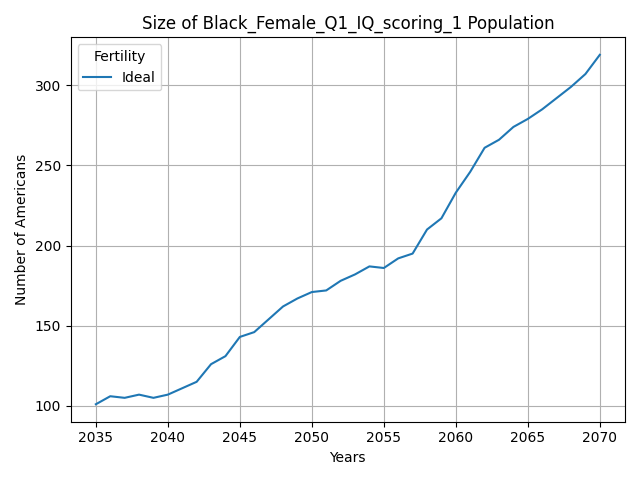 Size of Black_Female_Q1_IQ_scoring_1 Population
Fertility
Ideal
Number of Americans
300
250
200
150
100
2035 2040 2045 2050 2055 2060 2065 2070
Years